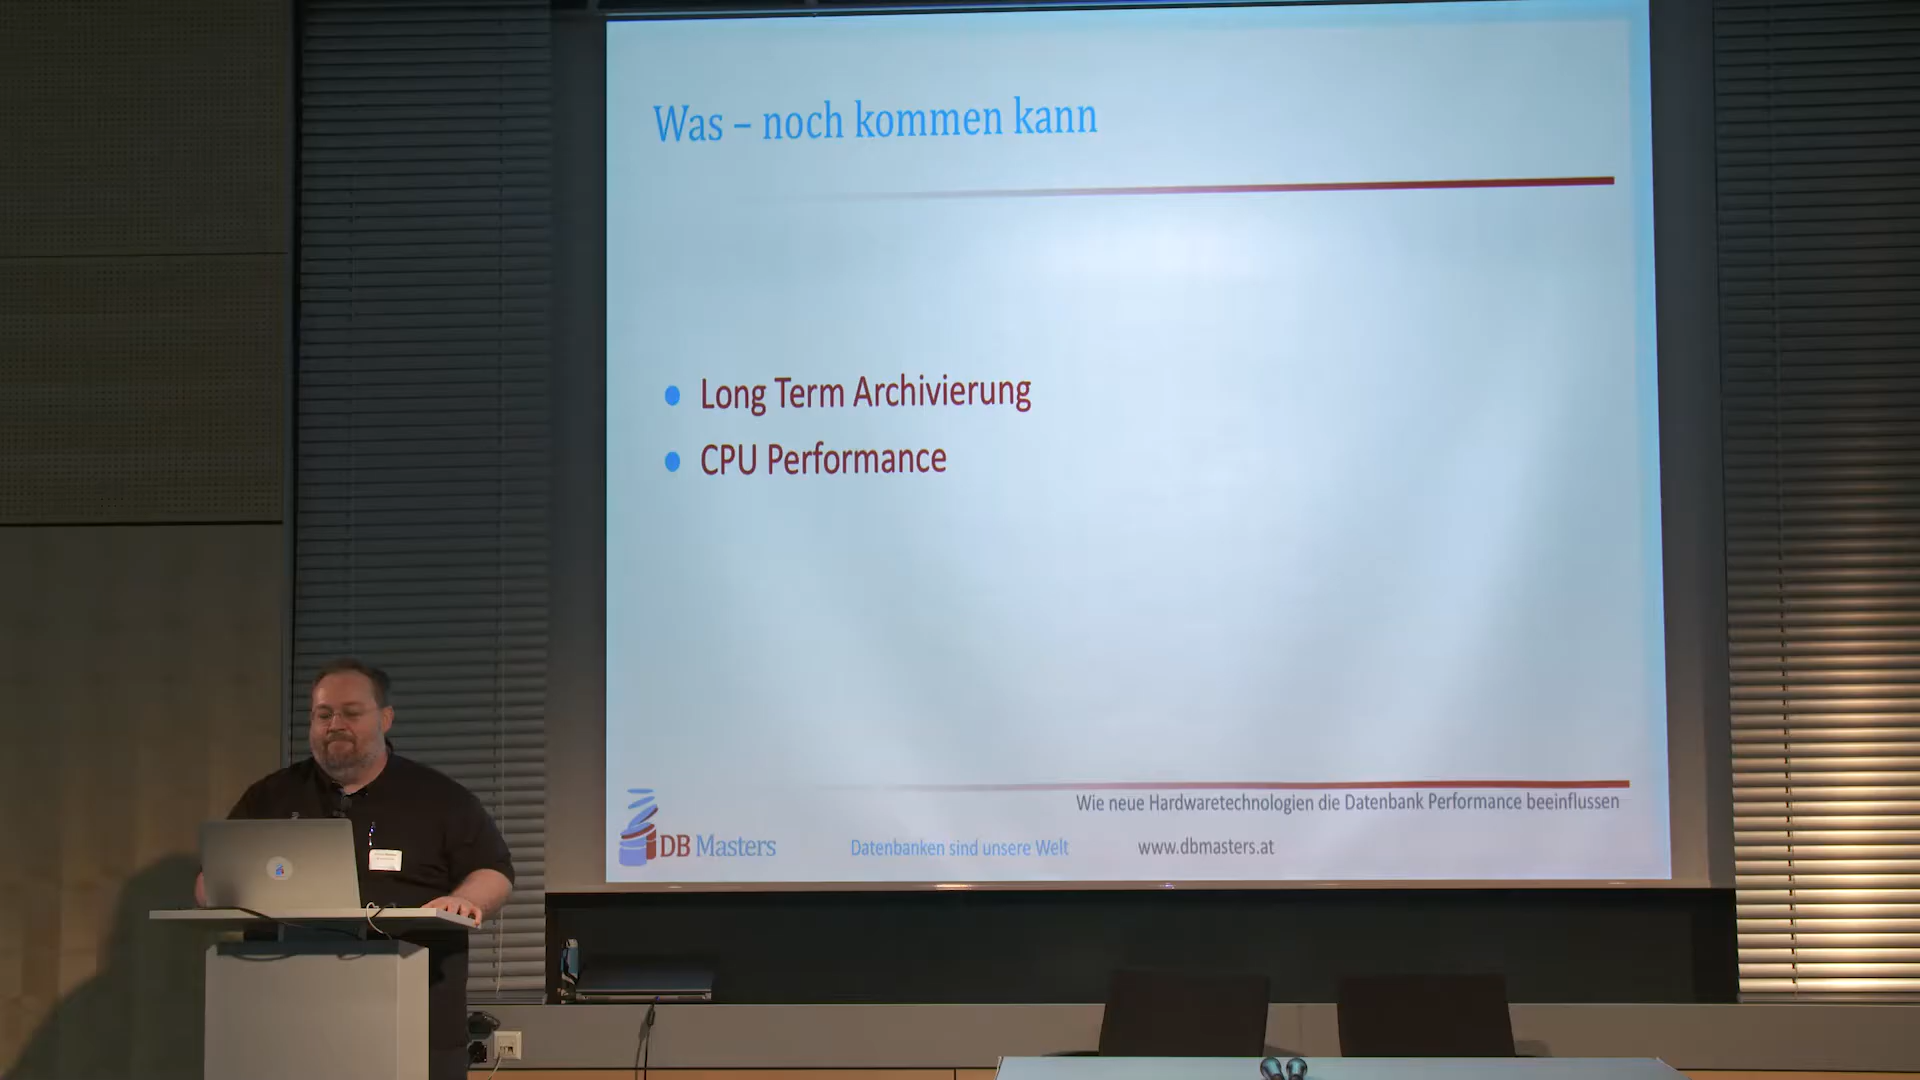 Was – noch kommen kann
Long Term Archivierung
CPU Performance
Wie neue Hardwaretechnologien die Datenbank Performance beeinflussen
DB Masters
Datenbanken sind unsere Welt
www.dbmasters.at